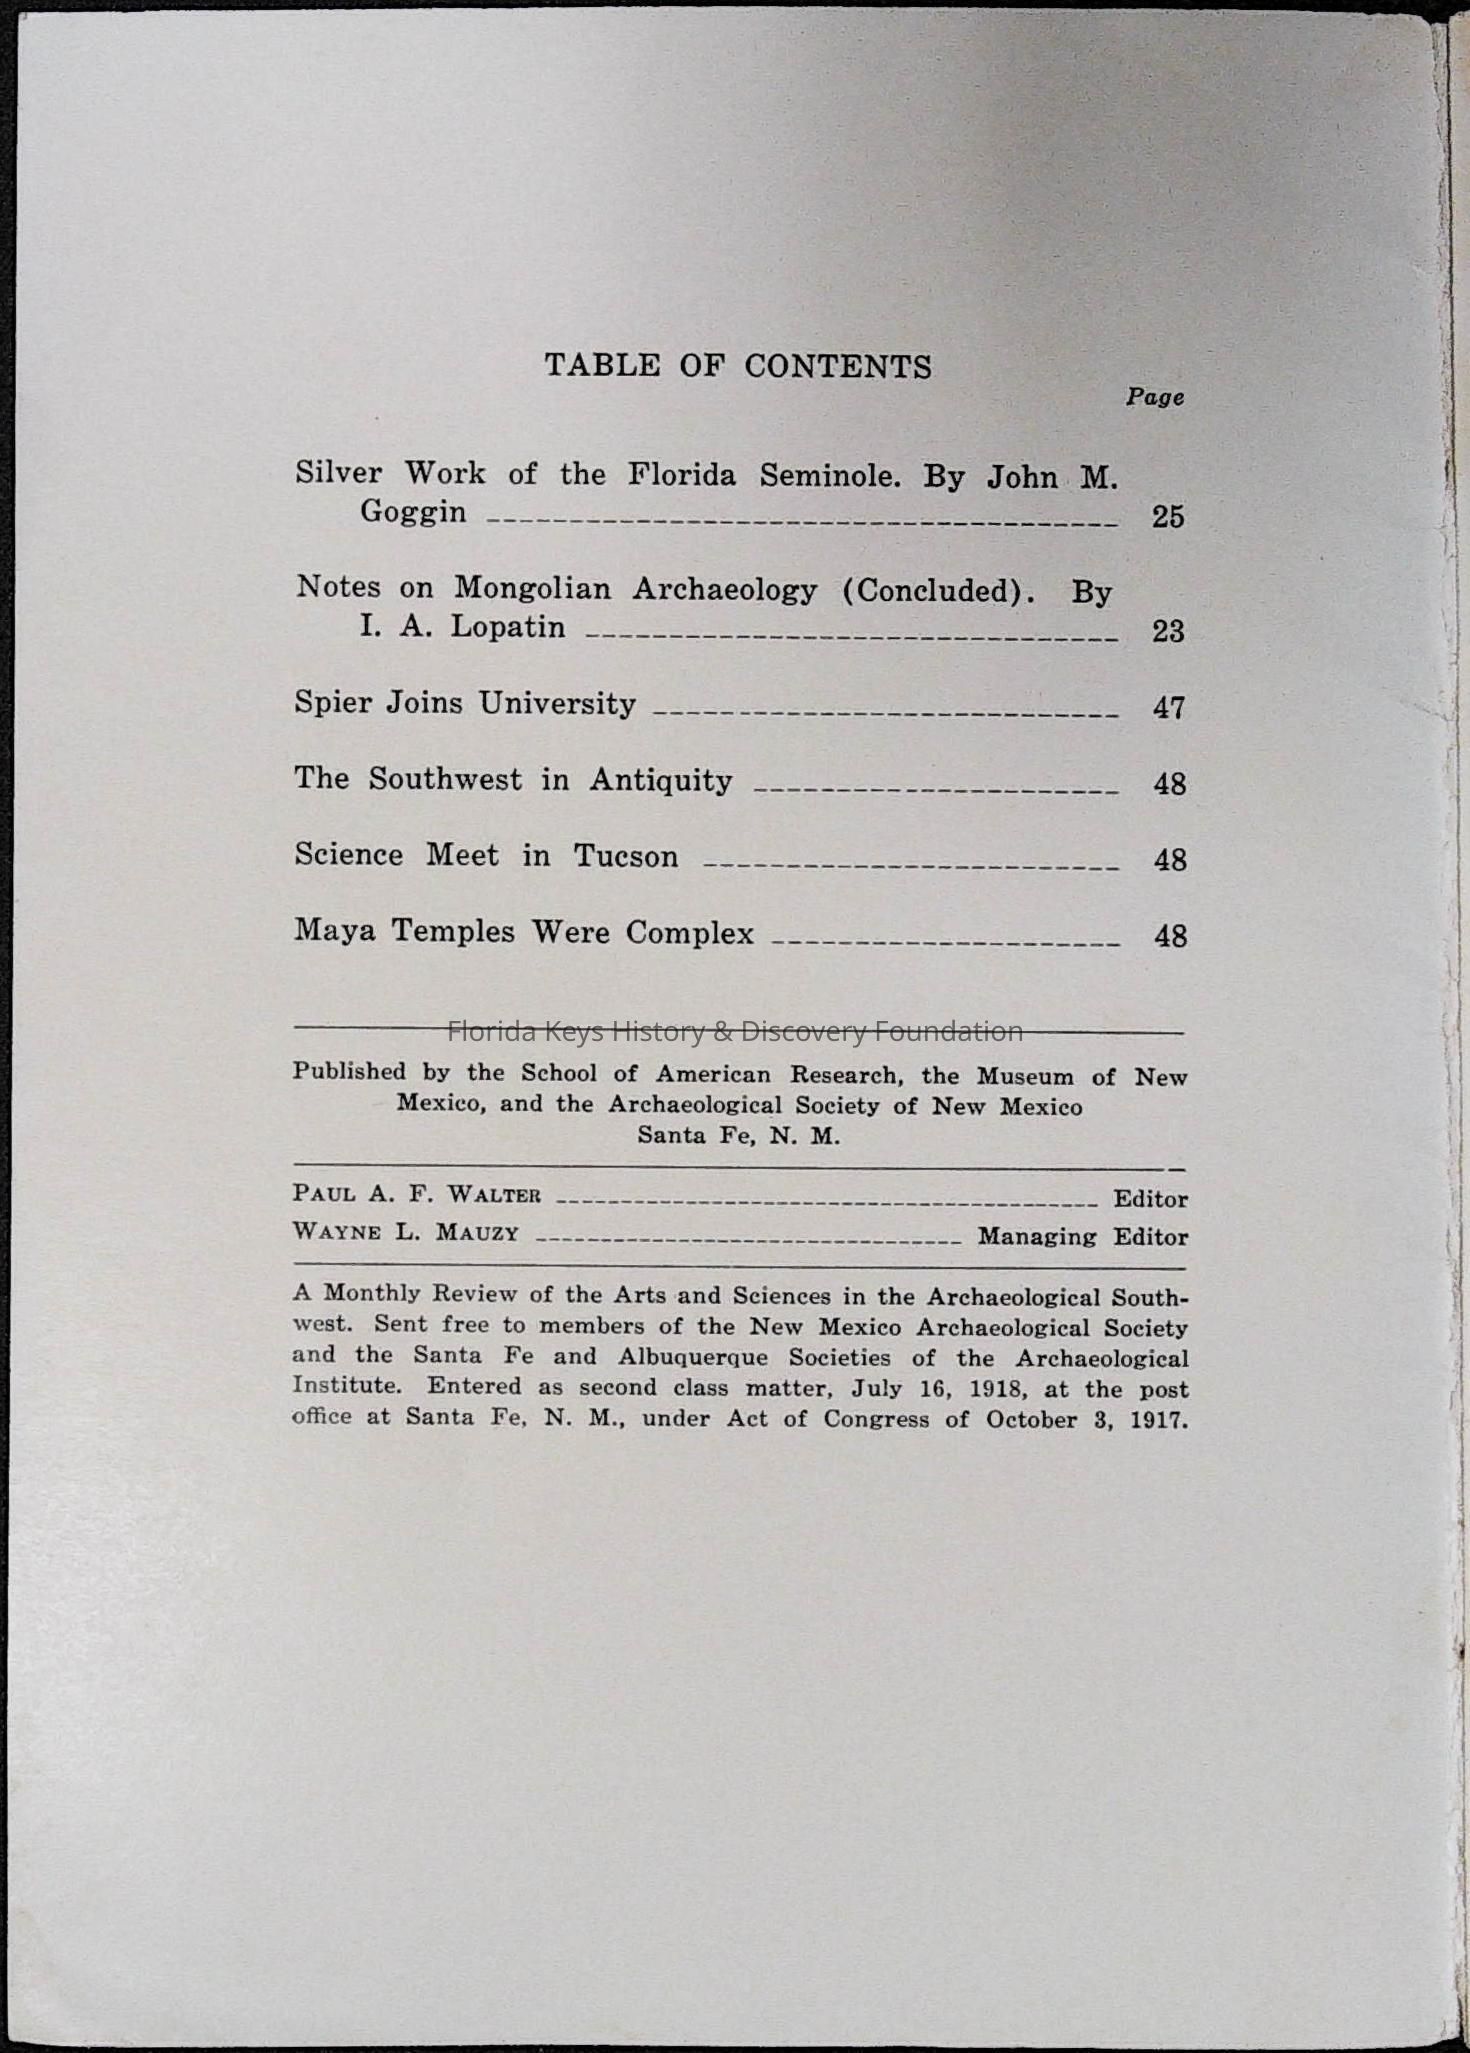 TABLE OF CONTENTS
Page
Silver Work of the Florida Seminole. By John M.
Goggin ------------------------------------ 25
Notes on Mongolian Archaeology (Concluded). By
I. A. Lopatin ------------------------------ 23
Spier Joins University --------------------------- 47
The Southwest in Antiquity --------------------- 48
Science Meet in Tucson ------------------------ 48
Maya Temples Were Complex -------------------- 48
Florida Keys History & Discovery Foundation
Published by the School of American Research, the Museum of New
Mexico, and the Archaeological Society of New Mexico
Santa Fe, N. M.
PAUL A. F. WALTER ---------------------------------------- Editor
WAYNE L. MAUZY -------------------------------- Managing Editor
A Monthly Review of the Arts and Sciences in the Archaeological South-
west. Sent free to members of the New Mexico Archaeological Society
and the Santa Fe and Albuquerque Societies of the Archaeological
Institute. Entered as second class matter, July 16, 1918, at the post
office at Santa Fe, N. M., under Act of Congress of October 3, 1917.